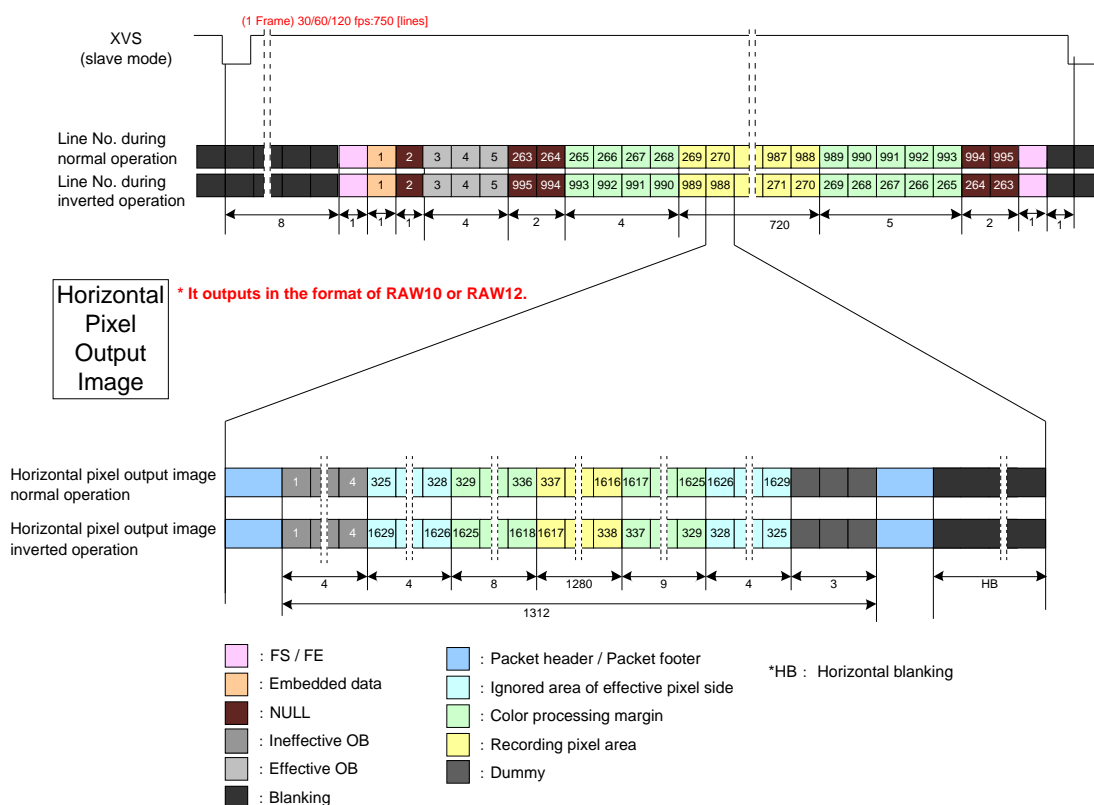 (1 Frame) 30/60/120 fps:750 [lines]
XVS
(slave mode)
Line No. during
normal operation
1 2 3 4 5 263 264 265 266 267 268 269 270 987 988 989 990 991 992 993 994 995
Line No. during
inverted operation
1 2 3 4 5 995 994 993 992 991 990 989 988 271 270 269 268 267 266 265 264 263
8 1 1 1 4 2 4 720 5 2 1 1
Horizontal
Pixel
Output
Image
* It outputs in the format of RAW10 or RAW12.
Horizontal pixel output image
normal operation
1 4 325 328 329 336 337 1616 1617 1625 1626 1629
Horizontal pixel output image
inverted operation
1 4 1629 1626 1625 1618 1617 338 337 329 328 325
4 4 8 1280 9 4 3 HB
1312
: FS / FE
: Embedded data
: NULL
: Ineffective OB
: Effective OB
: Blanking
: Packet header / Packet footer
: Ignored area of effective pixel side
: Color processing margin
: Recording pixel area
: Dummy
*HB : Horizontal blanking